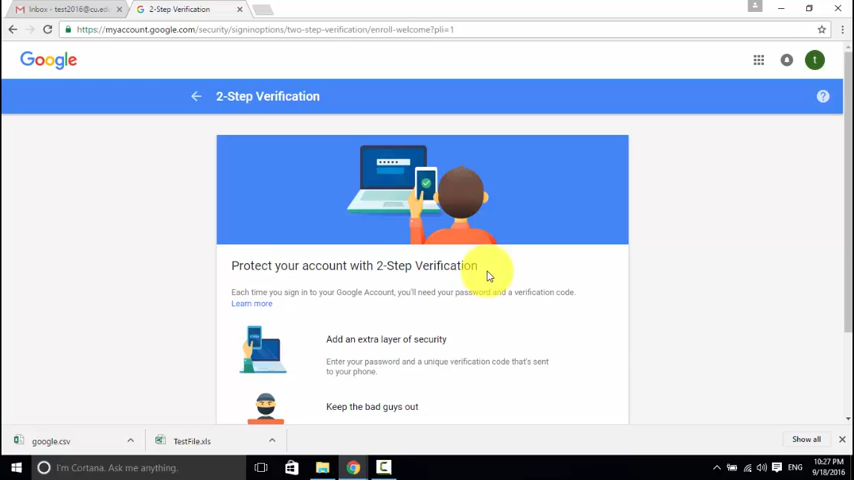 Inbox - test2016@cu.ed
2-Step Verification
https://myaccount.google.com/security/signinoptions/two-step-verification/enroll-welcome?pli=1
Google
t
2-Step Verification
Protect your account with 2-Step Verification
Each time you sign in to your Google Account, you'll need your password and a verification code.
Learn more
Add an extra layer of security
Enter your password and a unique verification code that's sent
to your phone.
Keep the bad guys out
google.csv
TestFile.xls
Show all
I'm Cortana. Ask me anything.
ENG
10:27 PM
9/18/2016